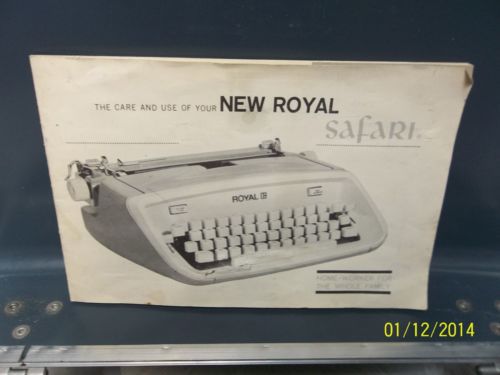 THE CARE AND USE OF YOUR NEW ROYAL
safari
ROYAL
HOME-WORKER FOR
THE WHOLE FAMILY
01/12/2014